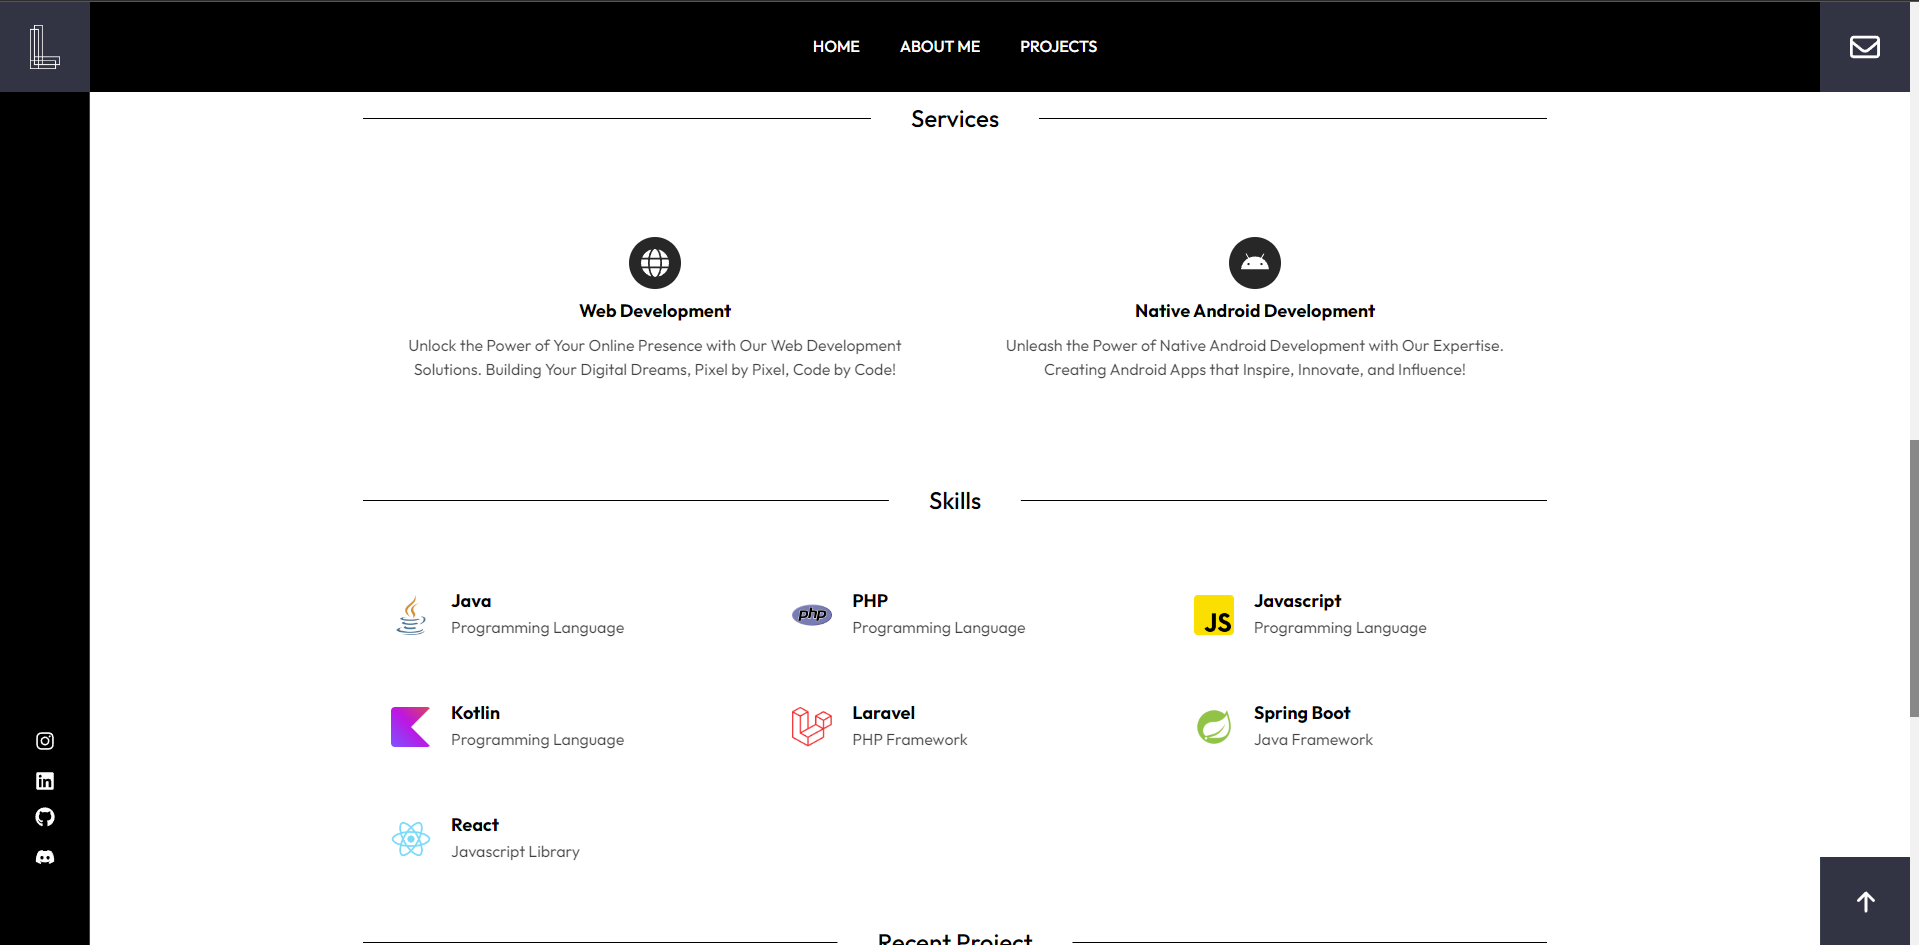 L
HOME
ABOUT ME
PROJECTS
Services
Web Development
Unlock the Power of Your Online Presence with Our Web Development
Solutions. Building Your Digital Dreams, Pixel by Pixel, Code by Code!
Native Android Development
Unleash the Power of Native Android Development with Our Expertise.
Creating Android Apps that Inspire, Innovate, and Influence!
Skills
Java
Programming Language
php
PHP
Programming Language
JS
Javascript
Programming Language
Kotlin
Programming Language
Laravel
PHP Framework
Spring Boot
Java Framework
React
Javascript Library
in
Recent Project